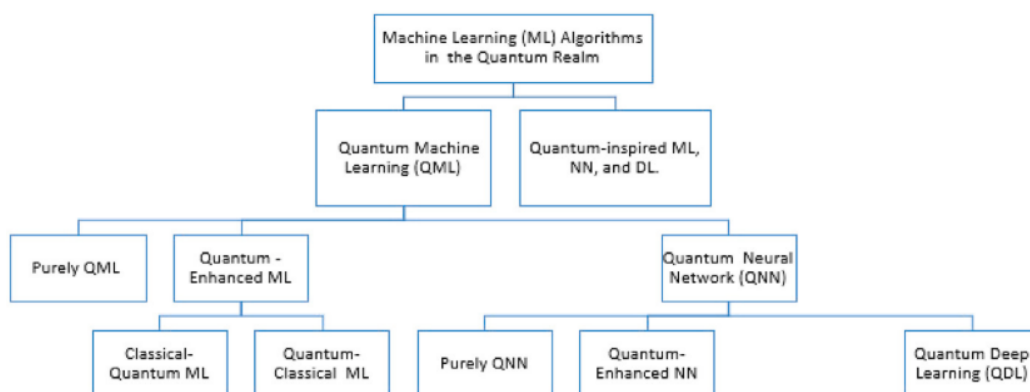 Machine Learning (ML) Algorithms
in the Quantum Realm
Quantum Machine
Learning (QML)
Quantum-inspired ML,
NN, and DL.
Purely QML
Quantum -
Enhanced ML
Quantum Neural
Network (QNN)
Classical-
Quantum ML
Quantum-
Classical ML
Purely QNN
Quantum-
Enhanced NN
Quantum Deep
Learning (QDL)